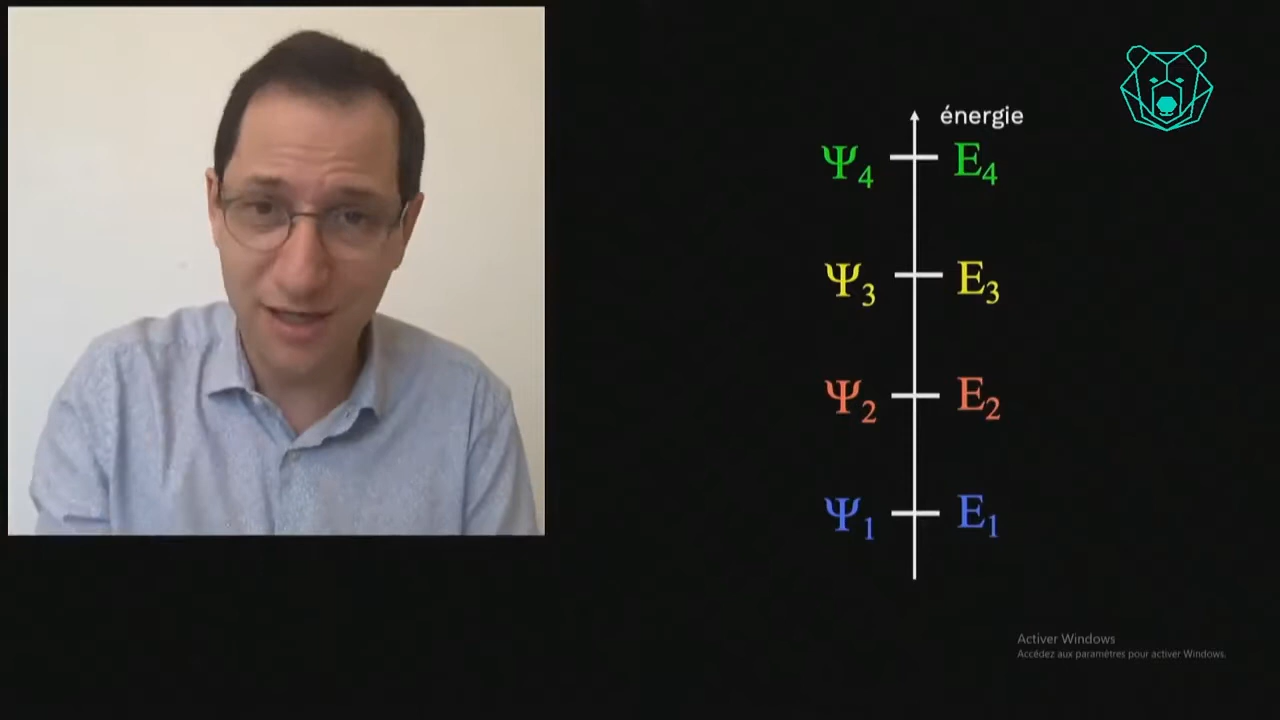 énergie
Ψ4 E4
Ψ3 E3
Ψ2 E2
Ψ1 E1
Activer Windows
Accédez aux paramètres pour activer Windows.